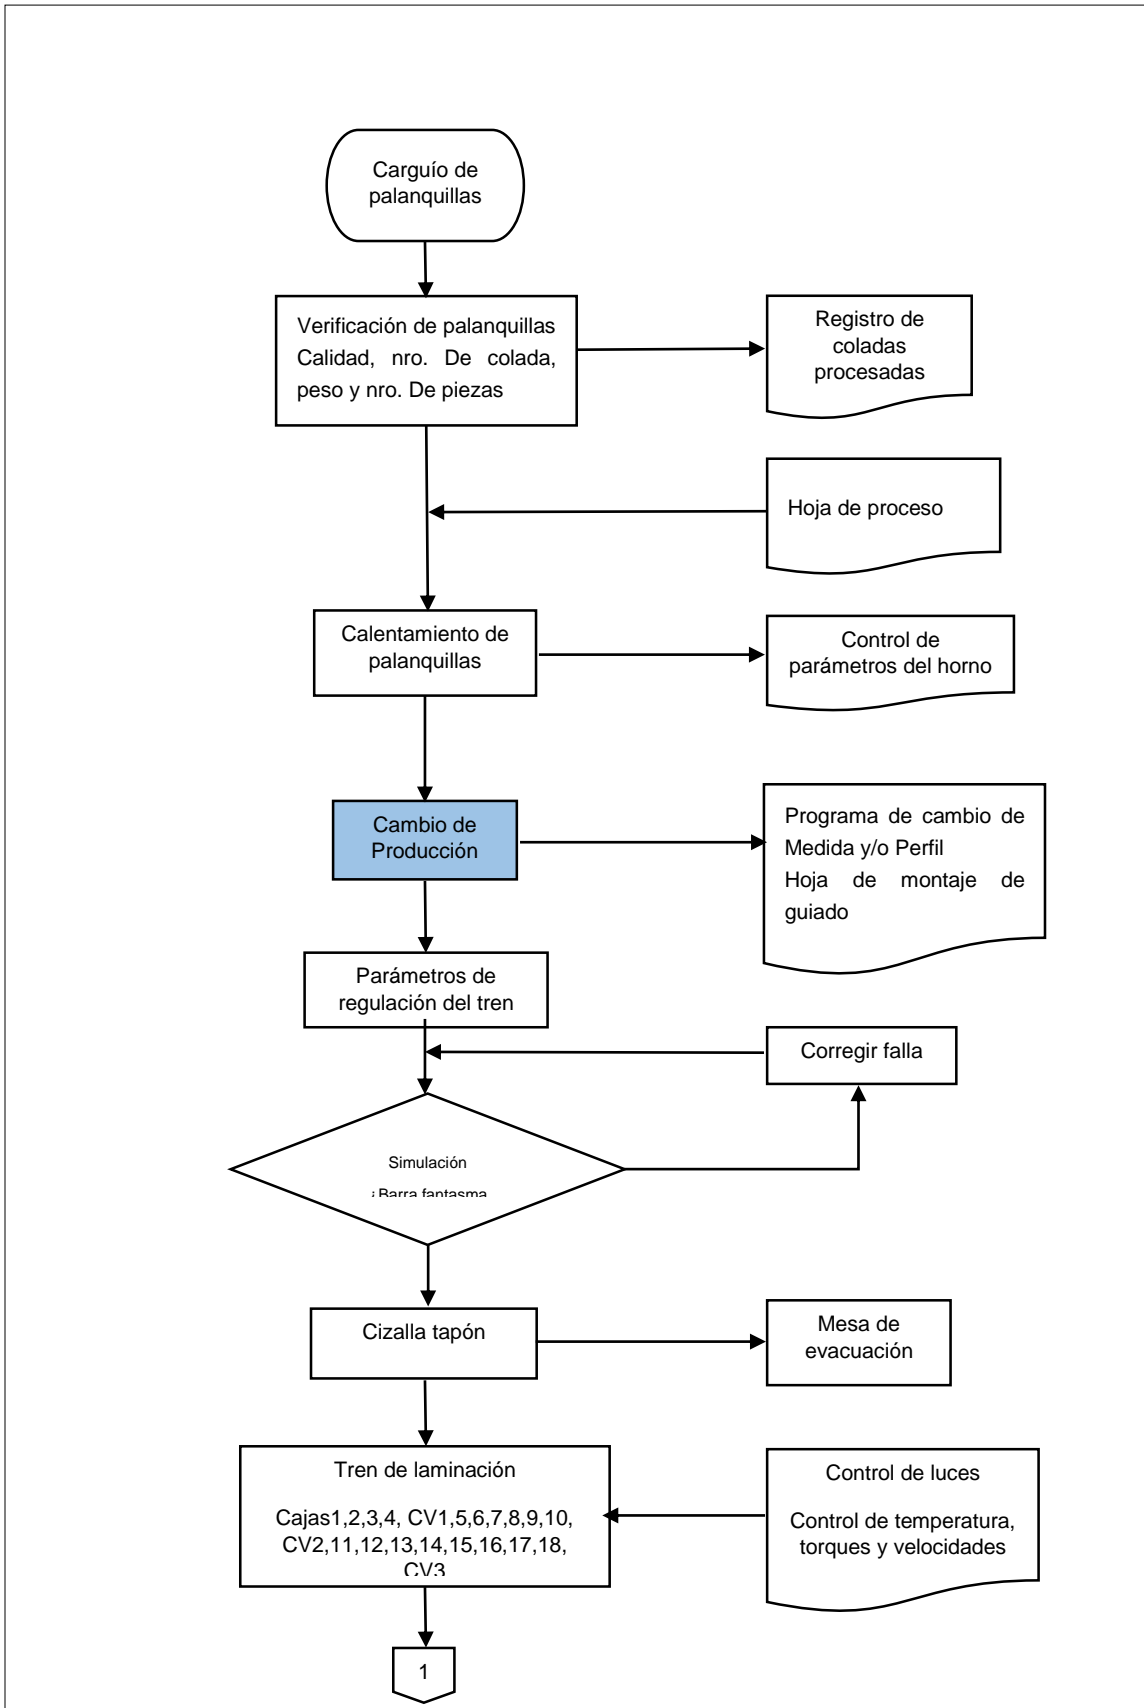 Carguío de
palanquillas
Verificación de palanquillas
Calidad, nro. De colada,
peso y nro. De piezas
Registro de
coladas
procesadas
Hoja de proceso
Calentamiento de
palanquillas
Control de
parámetros del horno
Cambio de
Producción
Programa de cambio de
Medida y/o Perfil
Hoja de montaje de
guiado
Parámetros de
regulación del tren
Corregir falla
Simulación
¿Barra fantasma
Cizalla tapón
Mesa de
evacuación
Tren de laminación
Cajas1,2,3,4, CV1,5,6,7,8,9,10,
CV2,11,12,13,14,15,16,17,18,
CV3
Control de luces
Control de temperatura,
torques y velocidades
1